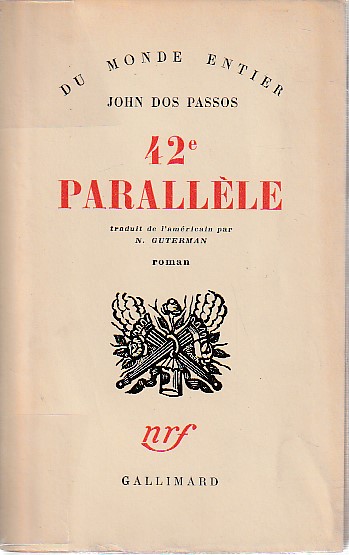 DU MONDE ENTIER
JOHN DOS PASSOS
42e
PARALLÈLE
traduit de l'américain par
N. GUTERMAN
roman
nrf
GALLIMARD